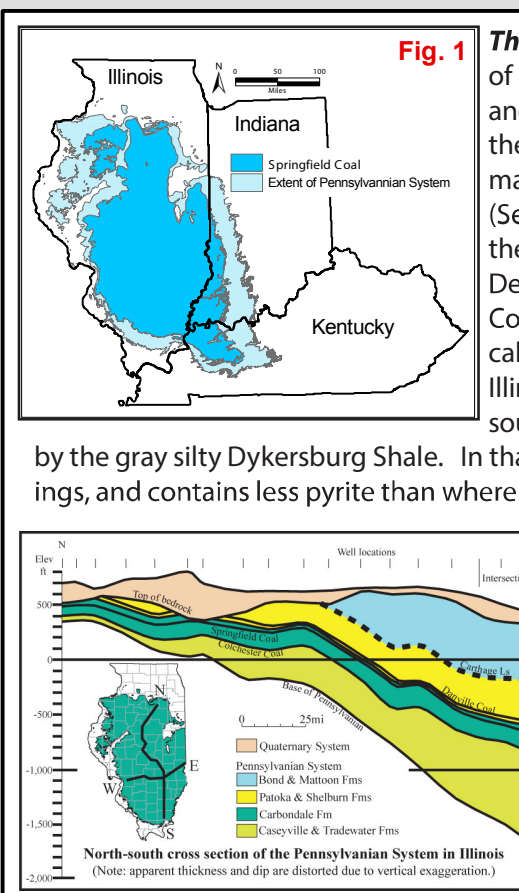 Fig. 1
Illinois
N
0 50 100
Miles
Indiana
Springfield Coal
Extent of Pennsylvannian System
Kentucky
Th
of
and
the
ma
(Se
the
De
Co
cal
Illin
sou
by the gray silty Dykersburg Shale. In tha
ings, and contains less pyrite than where
N
Elev
ft
Well locations
Intersecti
Top of bedrock
500
Springfield Coal
Colchester Coal
Carthage Ls
0
Danville Coal
Base of Pennsylvanian
N
-500
0 25mi
E
W
S
Quaternary System
Pennsylvanian System
Bond & Mattoon Fms
-1,000
Patoka & Shelburn Fms
Carbondale Fm
Caseyville & Tradewater Fms
-1,500
North-south cross section of the Pennsylvanian System in Illinois
(Note: apparent thickness and dip are distorted due to vertical exaggeration.)
-2,000